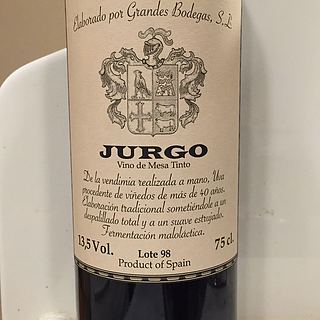 Elaborado por Grandes Bodegas, S.L.
JURGO
Vino de Mesa Tinto
De la vendimia realizada a mano, Uva
procedente de viñedos de más de 40 años.
Elaboración tradicional sometiéndole a un
despalillado total y a un suave estrujado.
Fermentación maloláctica.
13,5 Vol. Lote 98 75 cl.
Product of Spain